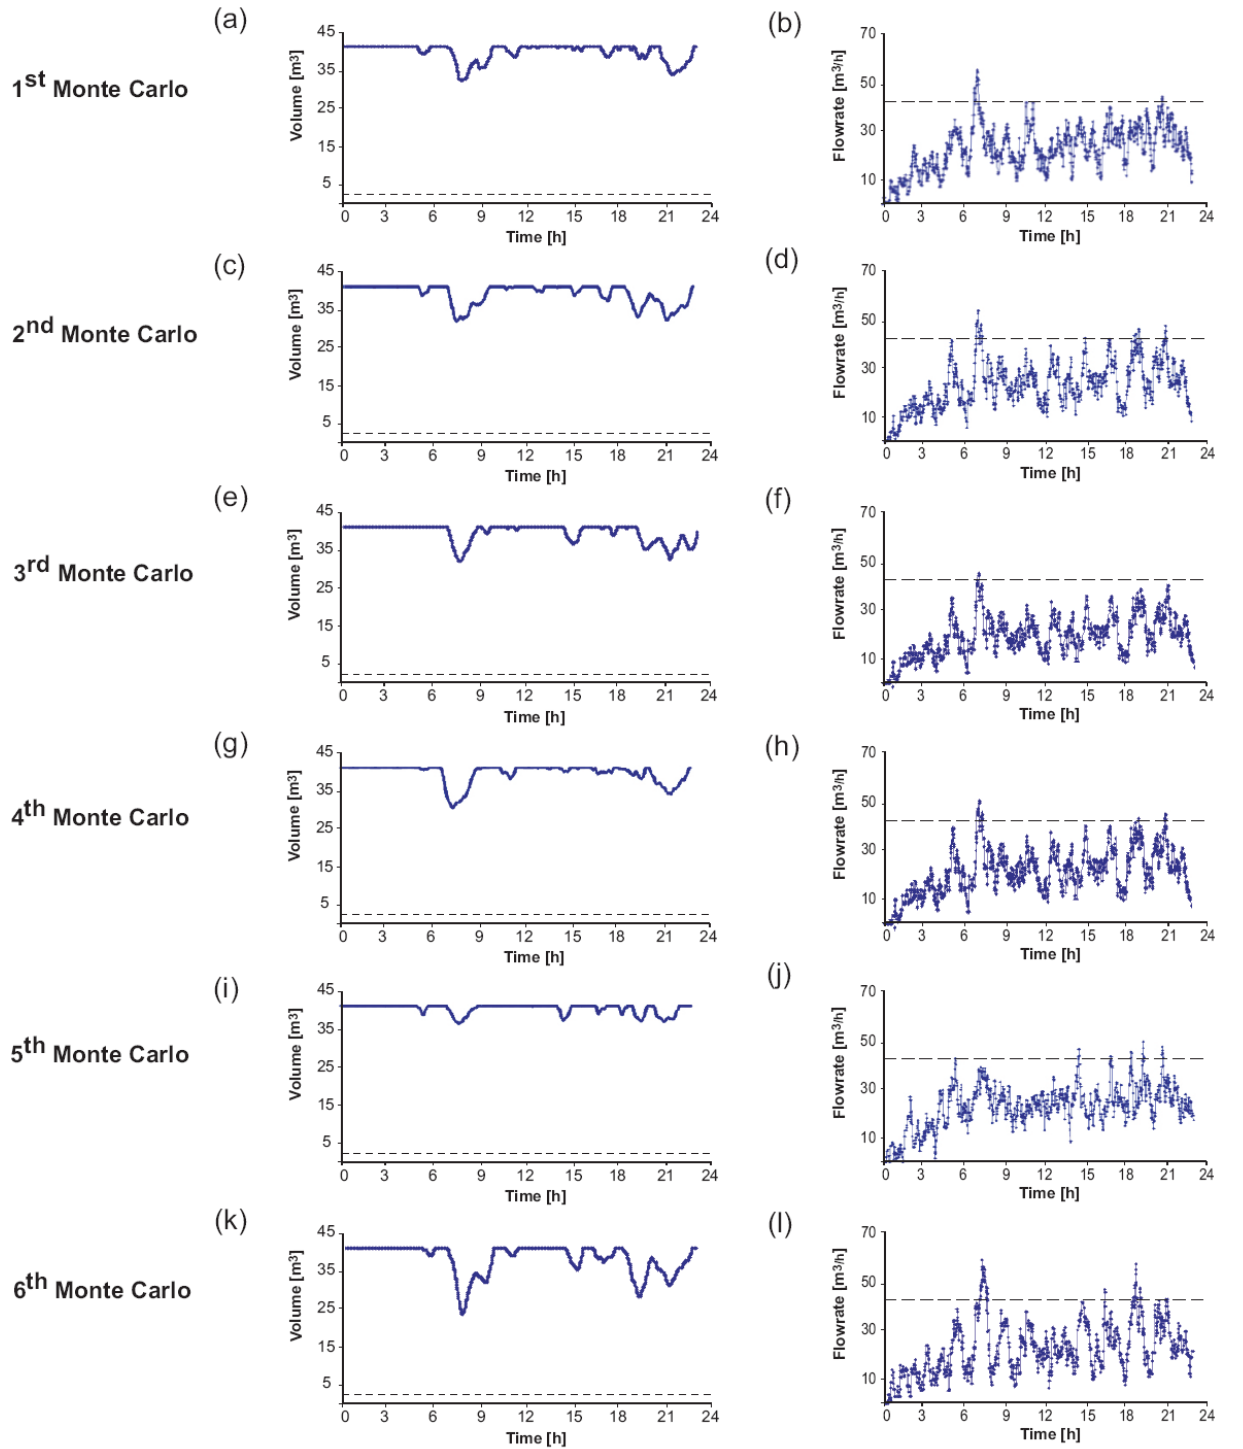 (a)
(b)
1st Monte Carlo
Volume [m3]
45
35
25
15
5
0 3 6 9 12 15 18 21 24
Time [h]
Flowrate [m3/h]
70
50
30
10
0 3 6 9 12 15 18 21 24
Time [h]
(c)
(d)
2nd Monte Carlo
Volume [m3]
45
35
25
15
5
0 3 6 9 12 15 18 21 24
Time [h]
Flowrate [m3/h]
70
50
30
10
0 3 6 9 12 15 18 21 24
Time [h]
(e)
(f)
3rd Monte Carlo
Volume [m3]
45
35
25
15
5
0 3 6 9 12 15 18 21 24
Time [h]
Flowrate [m3/h]
70
50
30
10
0 3 6 9 12 15 18 21 24
Time [h]
(g)
(h)
4th Monte Carlo
Volume [m3]
45
35
25
15
5
0 3 6 9 12 15 18 21 24
Time [h]
Flowrate [m3/h]
70
50
30
10
0 3 6 9 12 15 18 21 24
Time [h]
(i)
(j)
5th Monte Carlo
Volume [m3]
45
35
25
15
5
0 3 6 9 12 15 18 21 24
Time [h]
Flowrate [m3/h]
70
50
30
10
0 3 6 9 12 15 18 21 24
Time [h]
(k)
(l)
6th Monte Carlo
Volume [m3]
45
35
25
15
5
0 3 6 9 12 15 18 21 24
Time [h]
Flowrate [m3/h]
70
50
30
10
0 3 6 9 12 15 18 21 24
Time [h]